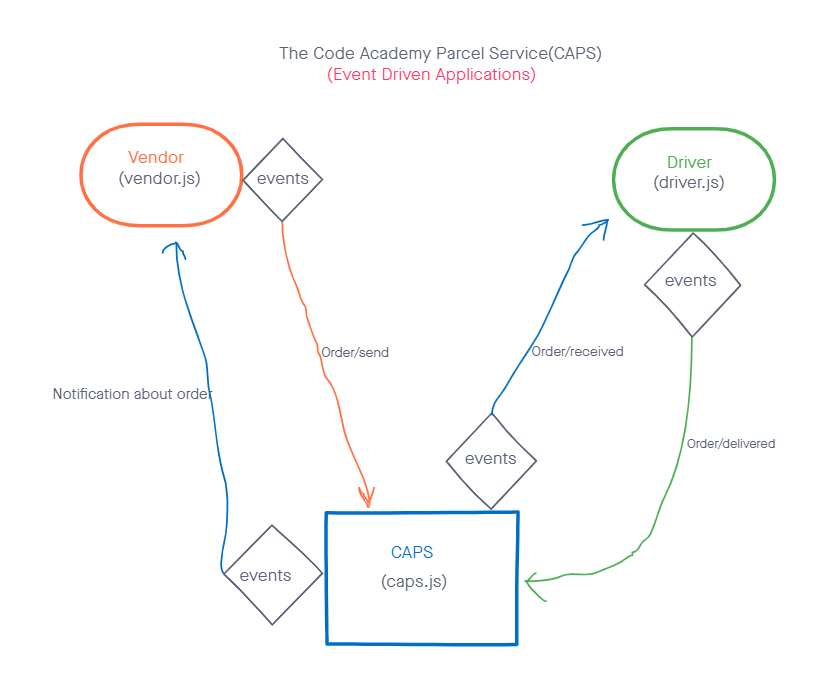 The Code Academy Parcel Service(CAPS)
(Event Driven Applications)
Vendor
(vendor.js)
events
Driver
(driver.js)
events
Order/send
Order/received
Notification about order
Order/delivered
events
CAPS
(caps.js)
events